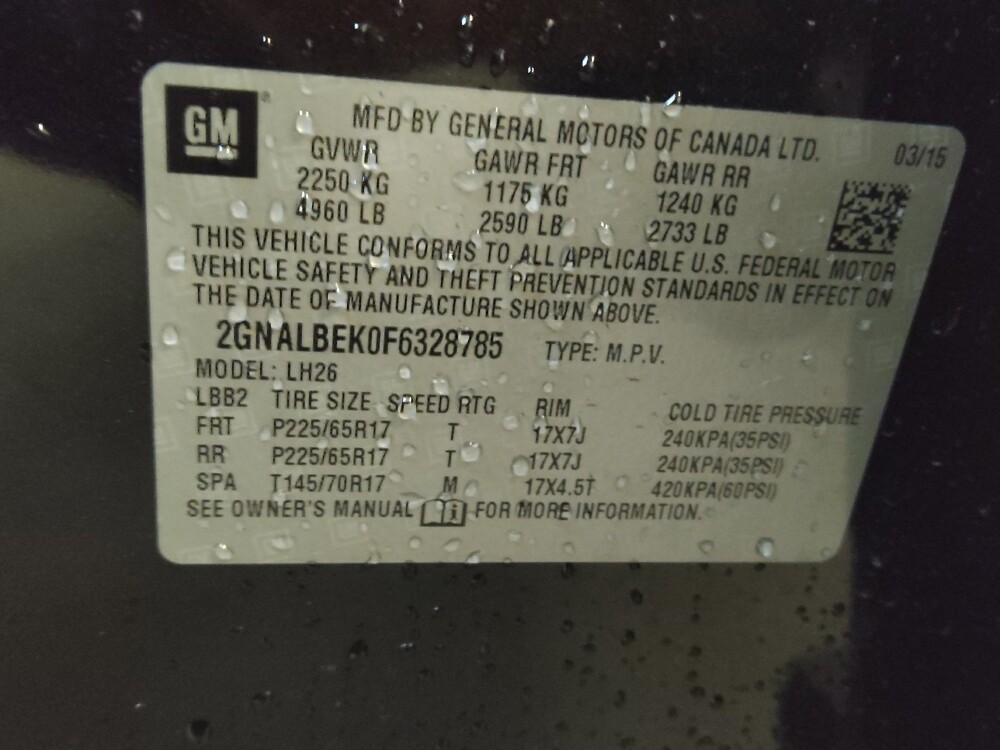 GM®
MFD BY GENERAL MOTORS OF CANADA LTD.
03/15
GVWR GAWR FRT GAWR RR
2250 KG 1175 KG 1240 KG
4960 LB 2590 LB 2733 LB
THIS VEHICLE CONFORMS TO ALL APPLICABLE U.S. FEDERAL MOTOR
VEHICLE SAFETY AND THEFT PREVENTION STANDARDS IN EFFECT ON
THE DATE OF MANUFACTURE SHOWN ABOVE.
2GNALBEK0F6328785 TYPE: M.P.V.
MODEL: LH26
LBB2 TIRE SIZE SPEED RTG RIM COLD TIRE PRESSURE
FRT P225/65R17 T 17X7J 240KPA(35PSI)
RR P225/65R17 T 17X7J 240KPA(35PSI)
SPA T145/70R17 M 17X4.5T 420KPA(60PSI)
SEE OWNER'S MANUAL i FOR MORE INFORMATION.